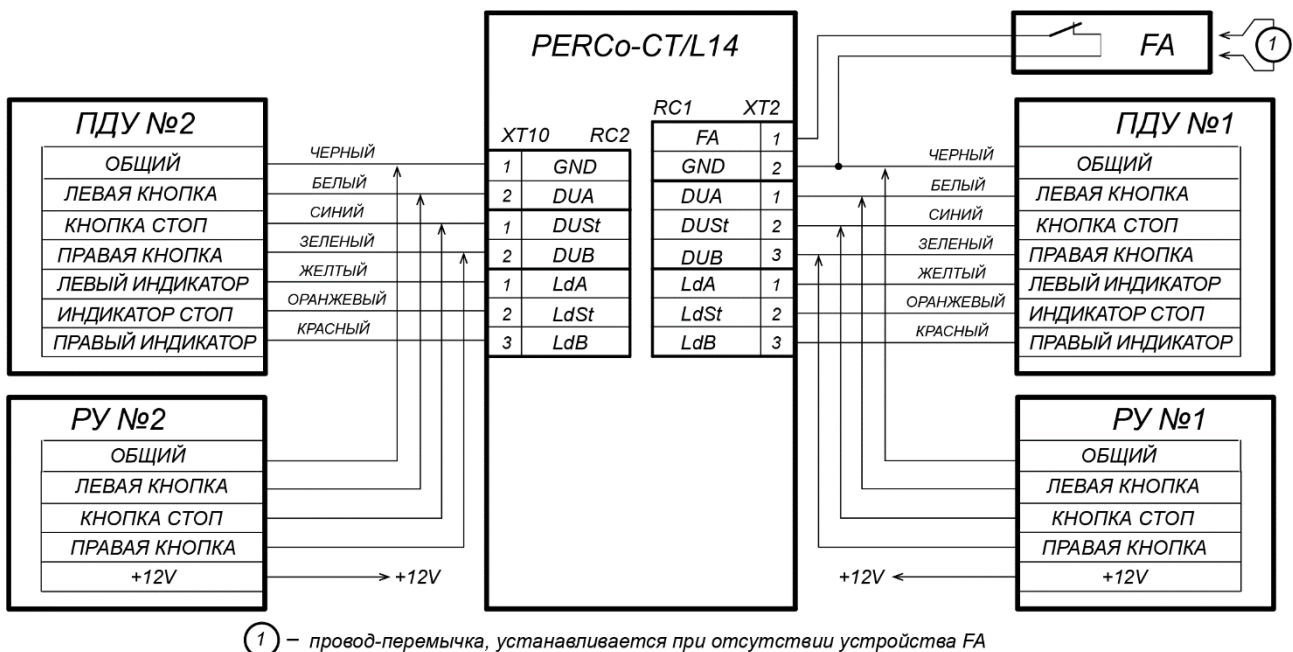 PERCo-CT/L14
FA
1
ПДУ №2
ОБЩИЙ
ЛЕВАЯ КНОПКА
КНОПКА СТОП
ПРАВАЯ КНОПКА
ЛЕВЫЙ ИНДИКАТОР
ИНДИКАТОР СТОП
ПРАВЫЙ ИНДИКАТОР
ЧЕРНЫЙ
БЕЛЫЙ
СИНИЙ
ЗЕЛЕНЫЙ
ЖЕЛТЫЙ
ОРАНЖЕВЫЙ
КРАСНЫЙ
XT10 RC2
1 GND
2 DUA
1 DUSt
2 DUB
1 LdA
2 LdSt
3 LdB
RC1 XT2
FA 1
GND 2
DUA 1
DUSt 2
DUB 3
LdA 1
LdSt 2
LdB 3
ЧЕРНЫЙ
БЕЛЫЙ
СИНИЙ
ЗЕЛЕНЫЙ
ЖЕЛТЫЙ
ОРАНЖЕВЫЙ
КРАСНЫЙ
ПДУ №1
ОБЩИЙ
ЛЕВАЯ КНОПКА
КНОПКА СТОП
ПРАВАЯ КНОПКА
ЛЕВЫЙ ИНДИКАТОР
ИНДИКАТОР СТОП
ПРАВЫЙ ИНДИКАТОР
РУ №2
ОБЩИЙ
ЛЕВАЯ КНОПКА
КНОПКА СТОП
ПРАВАЯ КНОПКА
+12V
+12V
РУ №1
ОБЩИЙ
ЛЕВАЯ КНОПКА
КНОПКА СТОП
ПРАВАЯ КНОПКА
+12V
+12V
1 – провод-перемычка, устанавливается при отсутствии устройства FA